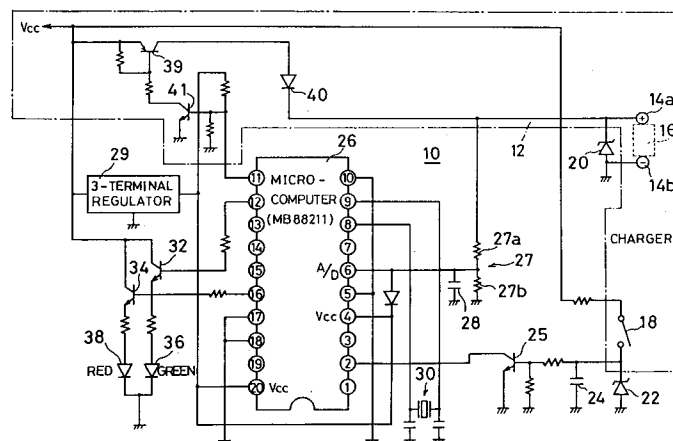 Vcc
39
40
41
14a
+
16
−
14b
20
12
10
26
29
3-TERMINAL
REGULATOR
MICRO-
COMPUTER
(MB88211)
11
12
13
14
15
16
17
18
19
20
Vcc
10
9
8
7
6
A/D
5
4
Vcc
3
2
1
27a
27
27b
28
CHARGER
18
25
24
22
30
32
34
38
36
RED
GREEN